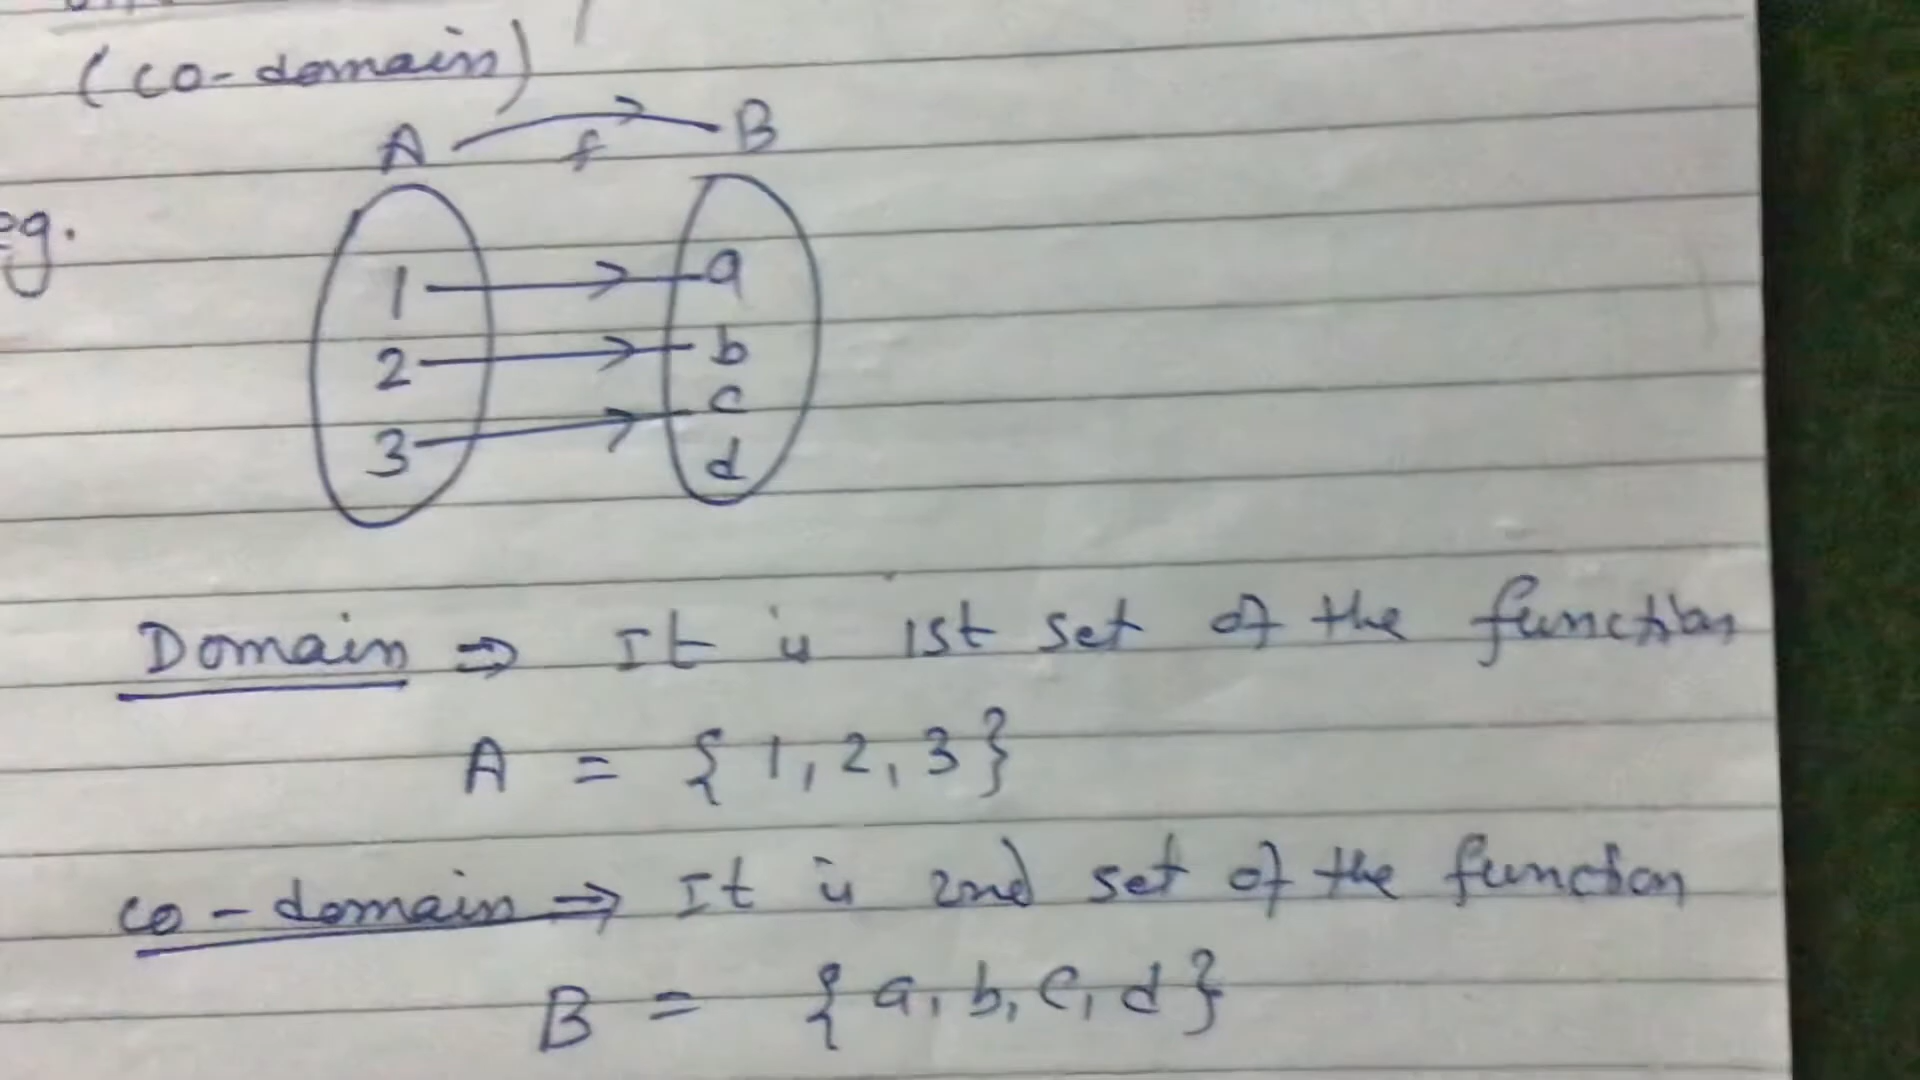 (co-domain)
A f B
eg.
1 a
2 b
3 c
d
Domain ⇒ It is 1st set of the function
A = {1, 2, 3}
co-domain ⇒ It is 2nd set of the function
B = {a, b, c, d}